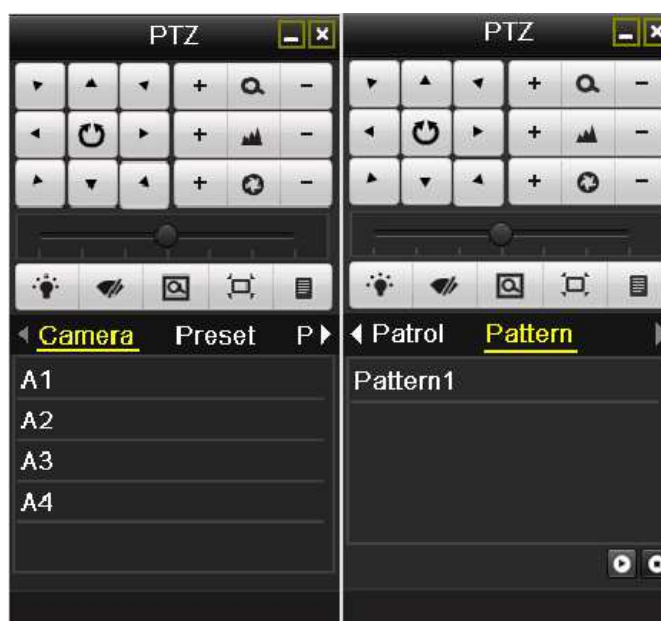 PTZ
Camera Preset P
A1
A2
A3
A4
PTZ
Patrol Pattern
Pattern1